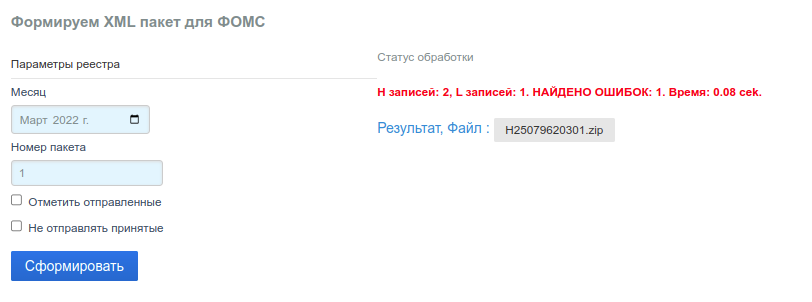 Формируем XML пакет для ФОМС
Параметры реестра
Месяц
Март 2022 г.
Номер пакета
1
Отметить отправленные
Не отправлять принятые
Сформировать
Статус обработки
H записей: 2, L записей: 1. НАЙДЕНО ОШИБОК: 1. Время: 0.08 cek.
Результат, Файл :
H25079620301.zip